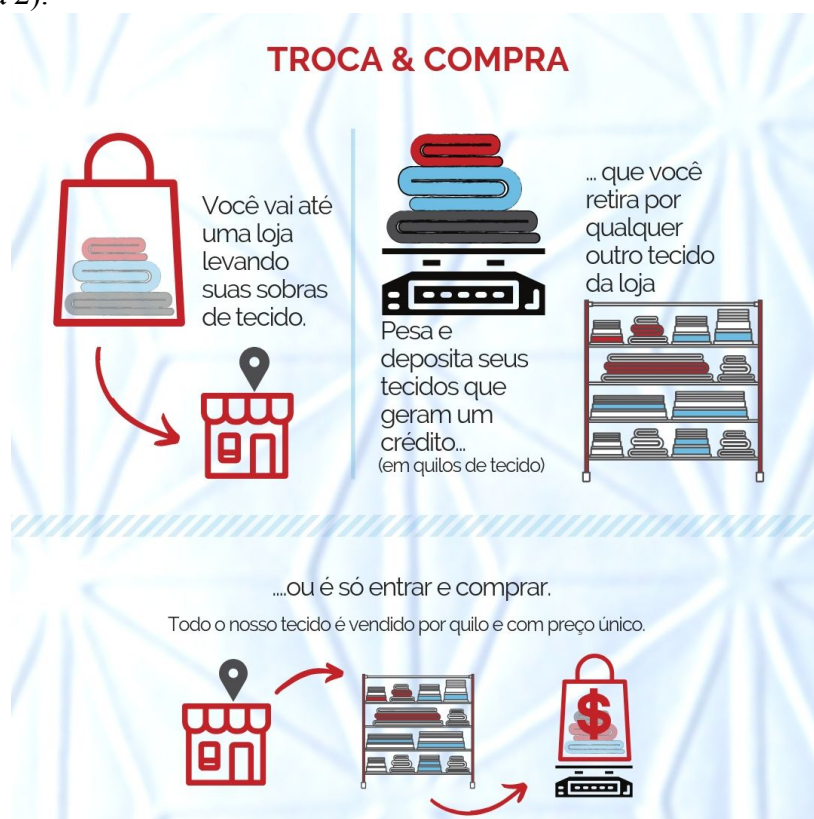 a 2).
TROCA & COMPRA
Você vai até
uma loja
levando
suas sobras
de tecido.
Pesa e
deposita seus
tecidos que
geram um
crédito...
(em quilos de tecido)
... que você
retira por
qualquer
outro tecido
da loja
....ou é só entrar e comprar.
Todo o nosso tecido é vendido por quilo e com preço único.
$